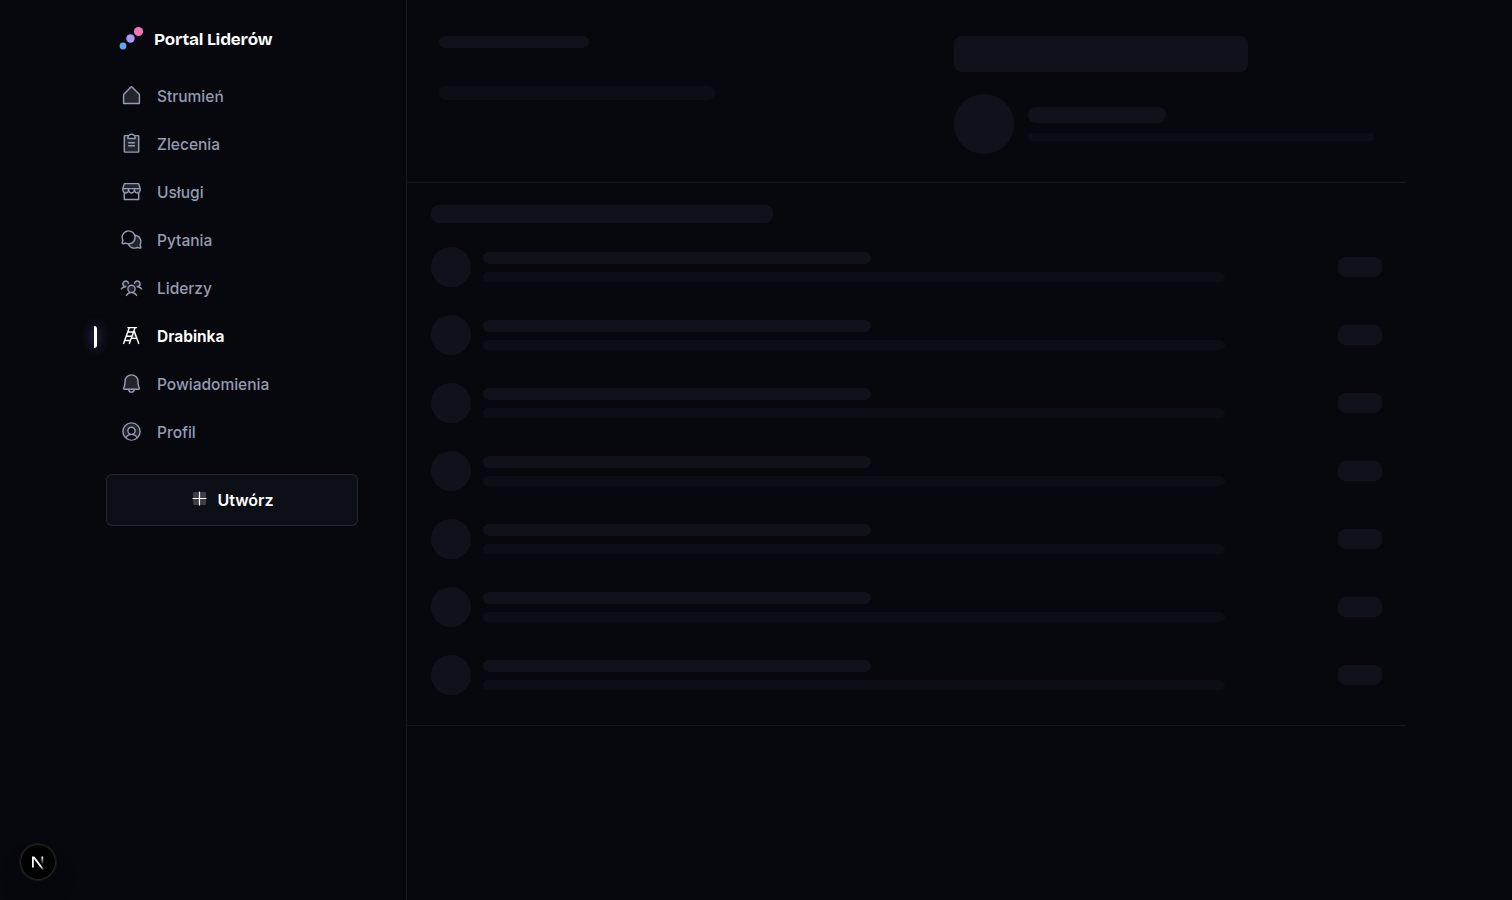 Portal Liderów
Strumień
Zlecenia
Usługi
Pytania
Liderzy
Drabinka
Powiadomienia
Profil
Utwórz
N